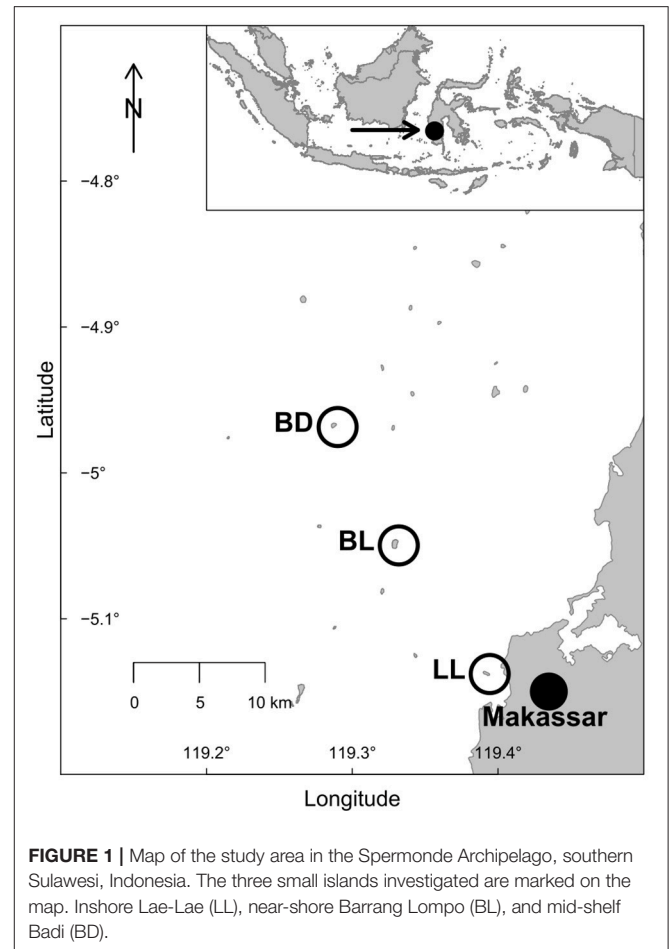 N
−4.8°
−4.9°
Latitude
BD
−5°
BL
−5.1°
LL
0 5 10 km
Makassar
119.2° 119.3° 119.4°
Longitude
FIGURE 1 | Map of the study area in the Spermonde Archipelago, southern
Sulawesi, Indonesia. The three small islands investigated are marked on the
map. Inshore Lae-Lae (LL), near-shore Barrang Lompo (BL), and mid-shelf
Badi (BD).